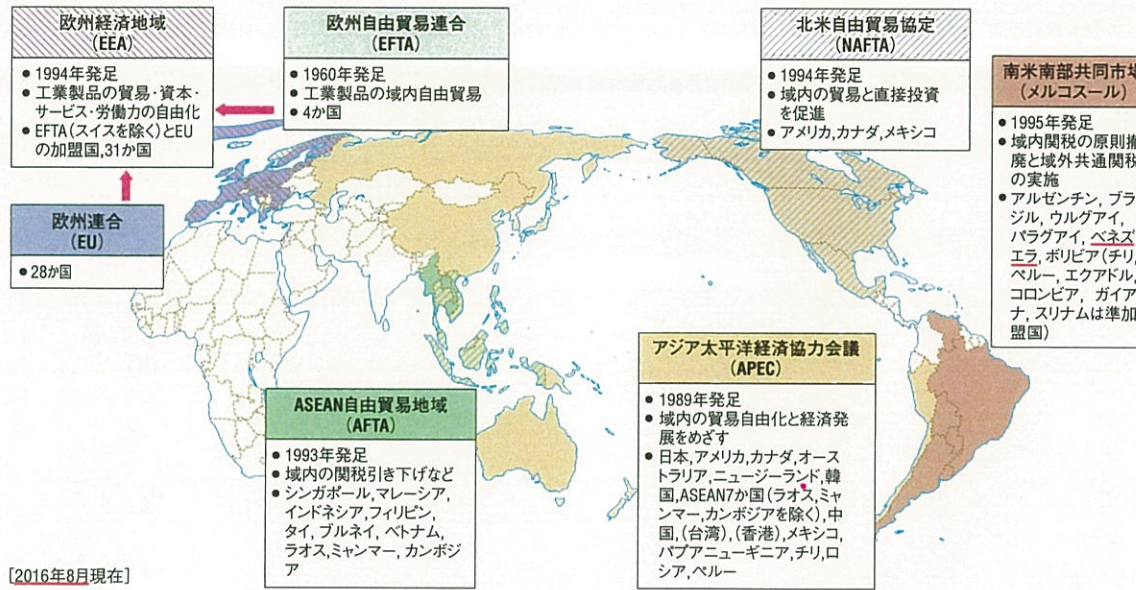 欧州経済地域
(EEA)
• 1994年発足
• 工業製品の貿易・資本・
サービス・労働力の自由化
• EFTA(スイスを除く)とEU
の加盟国,31か国
欧州自由貿易連合
(EFTA)
• 1960年発足
• 工業製品の域内自由貿易
• 4か国
北米自由貿易協定
(NAFTA)
• 1994年発足
• 域内の貿易と直接投資
を促進
• アメリカ,カナダ,メキシコ
南米南部共同市場
(メルコスール)
• 1995年発足
• 域内関税の原則撤
廃と域外共通関税
の実施
• アルゼンチン, ブラ
ジル, ウルグアイ,
パラグアイ, ベネズ
エラ, ボリビア(チリ,
ペルー, エクアドル,
コロンビア, ガイア
ナ, スリナムは準加
盟国)
欧州連合
(EU)
• 28か国
ASEAN自由貿易地域
(AFTA)
• 1993年発足
• 域内の関税引き下げなど
• シンガポール,マレーシア,
インドネシア,フィリピン,
タイ, ブルネイ, ベトナム,
ラオス,ミャンマー, カンボジ
ア
アジア太平洋経済協力会議
(APEC)
• 1989年発足
• 域内の貿易自由化と経済発
展をめざす
• 日本,アメリカ,カナダ,オース
トラリア,ニュージーランド,韓
国,ASEAN7か国(ラオス,ミャ
ンマー,カンボジアを除く),中
国,(台湾),(香港),メキシコ,
パプアニューギニア,チリ,ロ
シア,ペルー
[2016年8月現在]